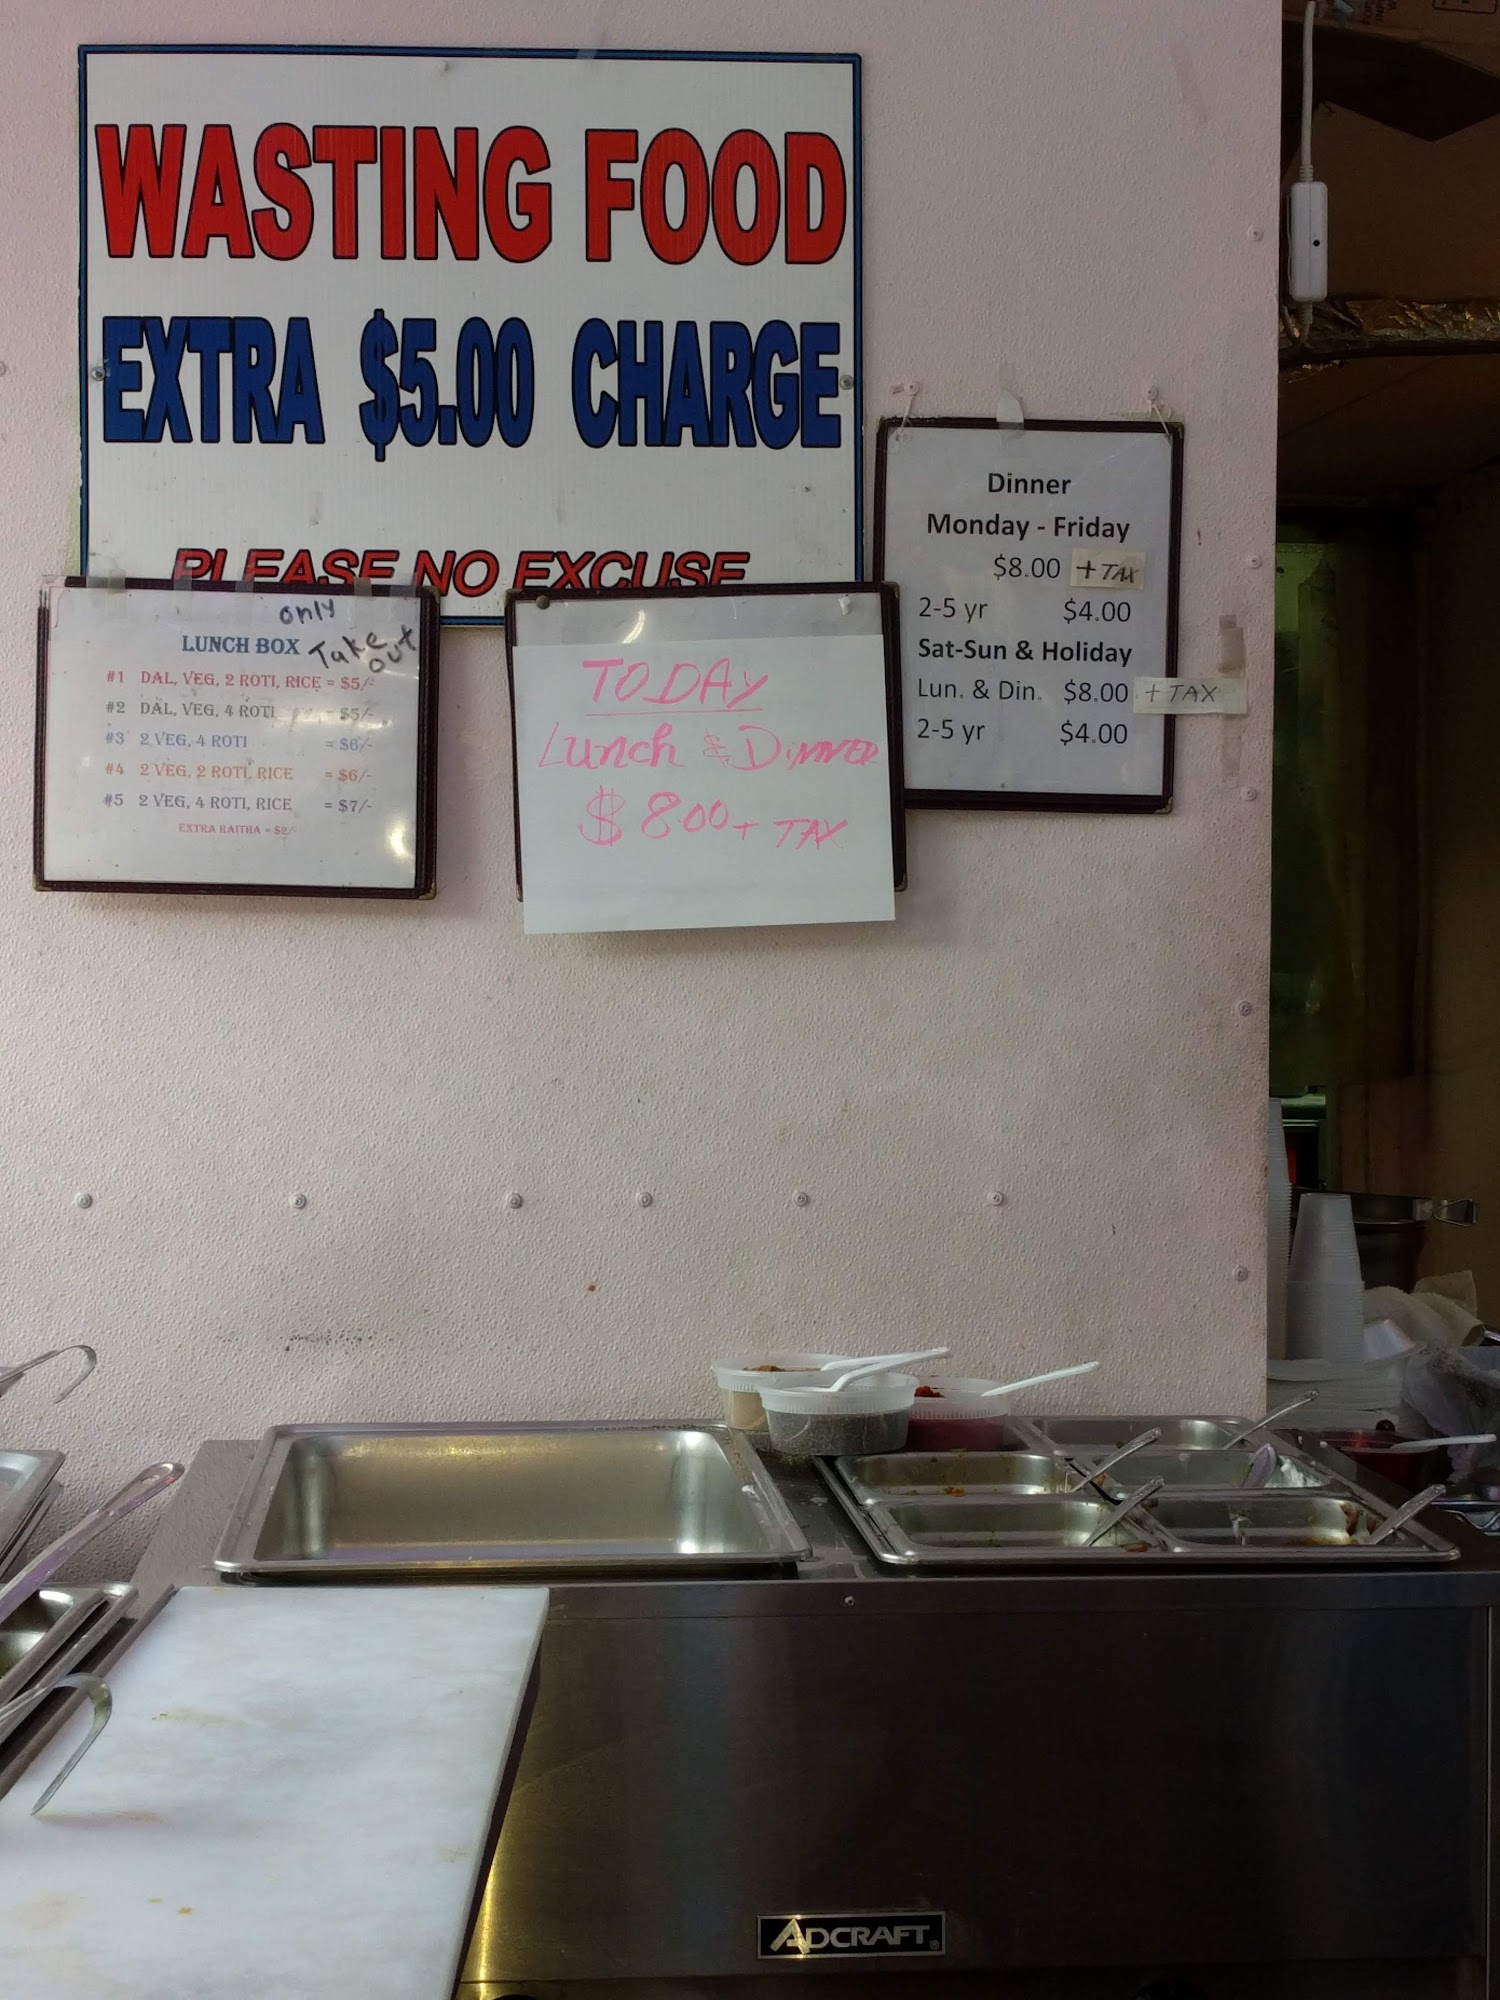 WASTING FOOD
EXTRA $5.00 CHARGE
PLEASE NO EXCUSE
only
Take out
LUNCH BOX
#1 DAL, VEG, 2 ROTI, RICE = $5/-
#2 DAL, VEG, 4 ROTI = $5/-
#3 2 VEG, 4 ROTI = $6/-
#4 2 VEG, 2 ROTI, RICE = $6/-
#5 2 VEG, 4 ROTI, RICE = $7/-
EXTRA RAITHA = $2/-
TODAY
Lunch & DINNER
$ 8.00 + TAX
Dinner
Monday - Friday
$8.00 + TAX
2-5 yr $4.00
Sat-Sun & Holiday
Lun. & Din. $8.00 + TAX
2-5 yr $4.00
ADCRAFT®